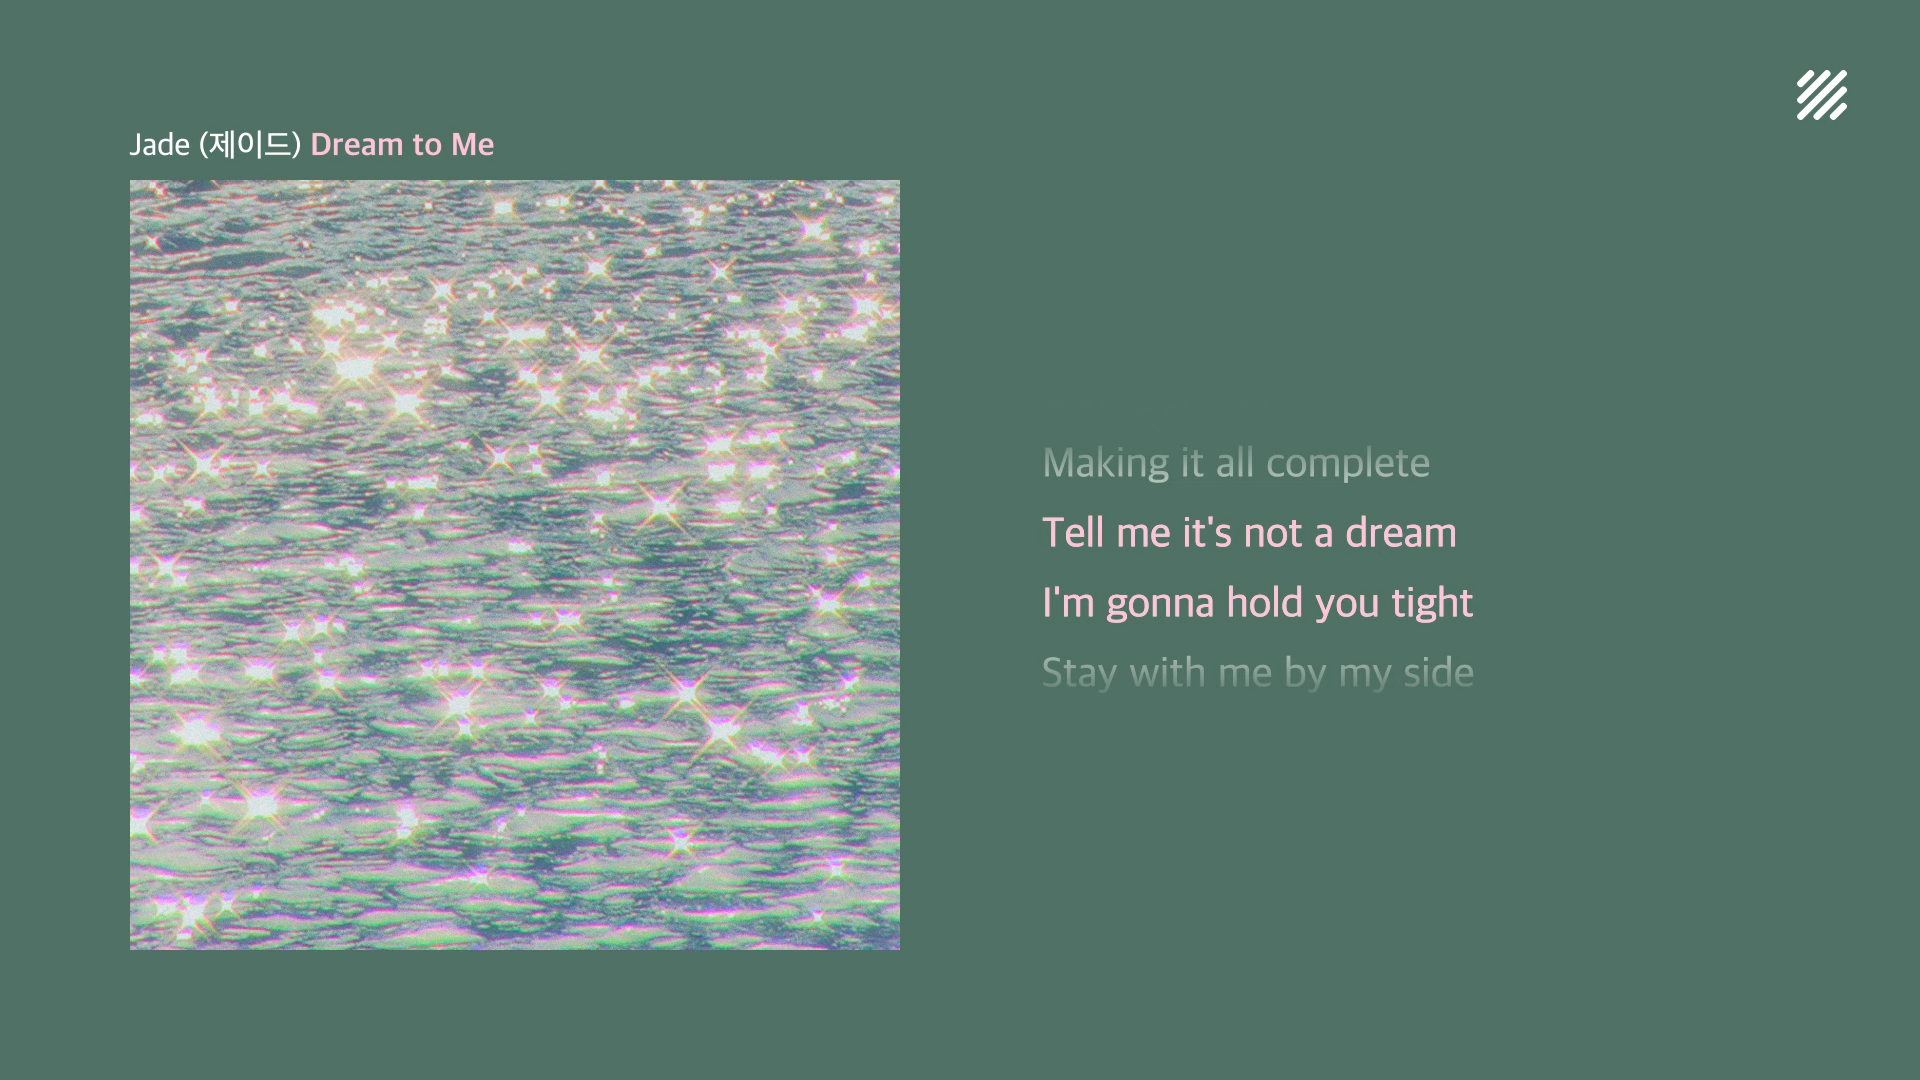 Jade (제이드) Dream to Me
Making it all complete
Tell me it's not a dream
I'm gonna hold you tight
Stay with me by my side